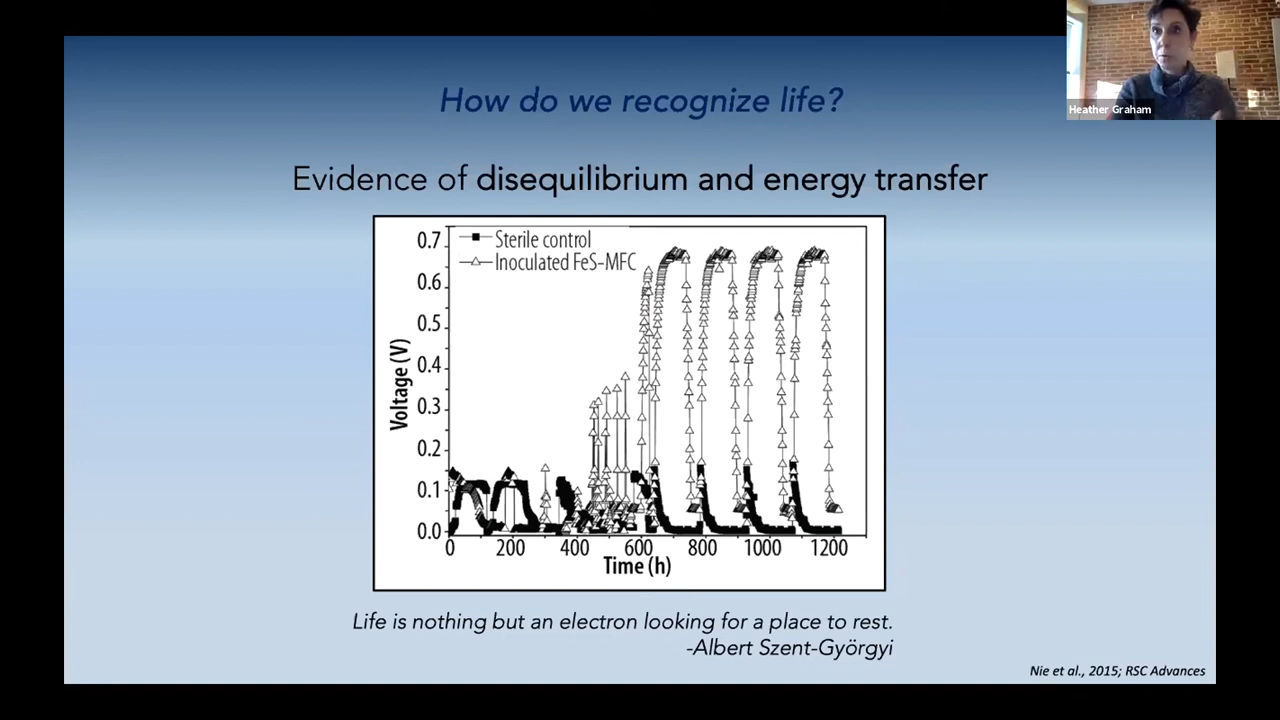 How do we recognize life?
Heather Graham
Evidence of disequilibrium and energy transfer
Sterile control
Inoculated FeS-MFC
0.7
0.6
0.5
0.4
0.3
0.2
0.1
0.0
Voltage (V)
0 200 400 600 800 1000 1200
Time (h)
Life is nothing but an electron looking for a place to rest.
-Albert Szent-Györgyi
Nie et al., 2015; RSC Advances